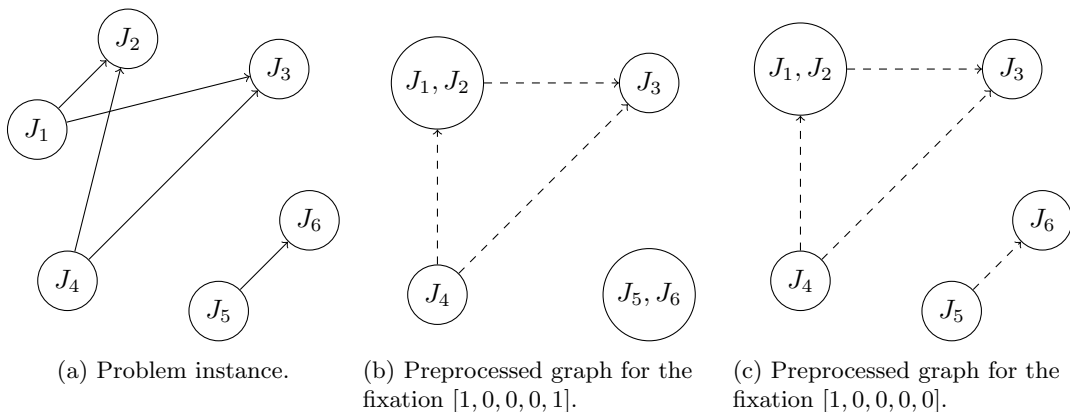 J₂
J₃
J₁
J₄
J₅
J₆
(a) Problem instance.
J₁, J₂
J₃
J₄
J₅, J₆
(b) Preprocessed graph for the
fixation [1, 0, 0, 0, 1].
J₁, J₂
J₃
J₄
J₅
J₆
(c) Preprocessed graph for the
fixation [1, 0, 0, 0, 0].